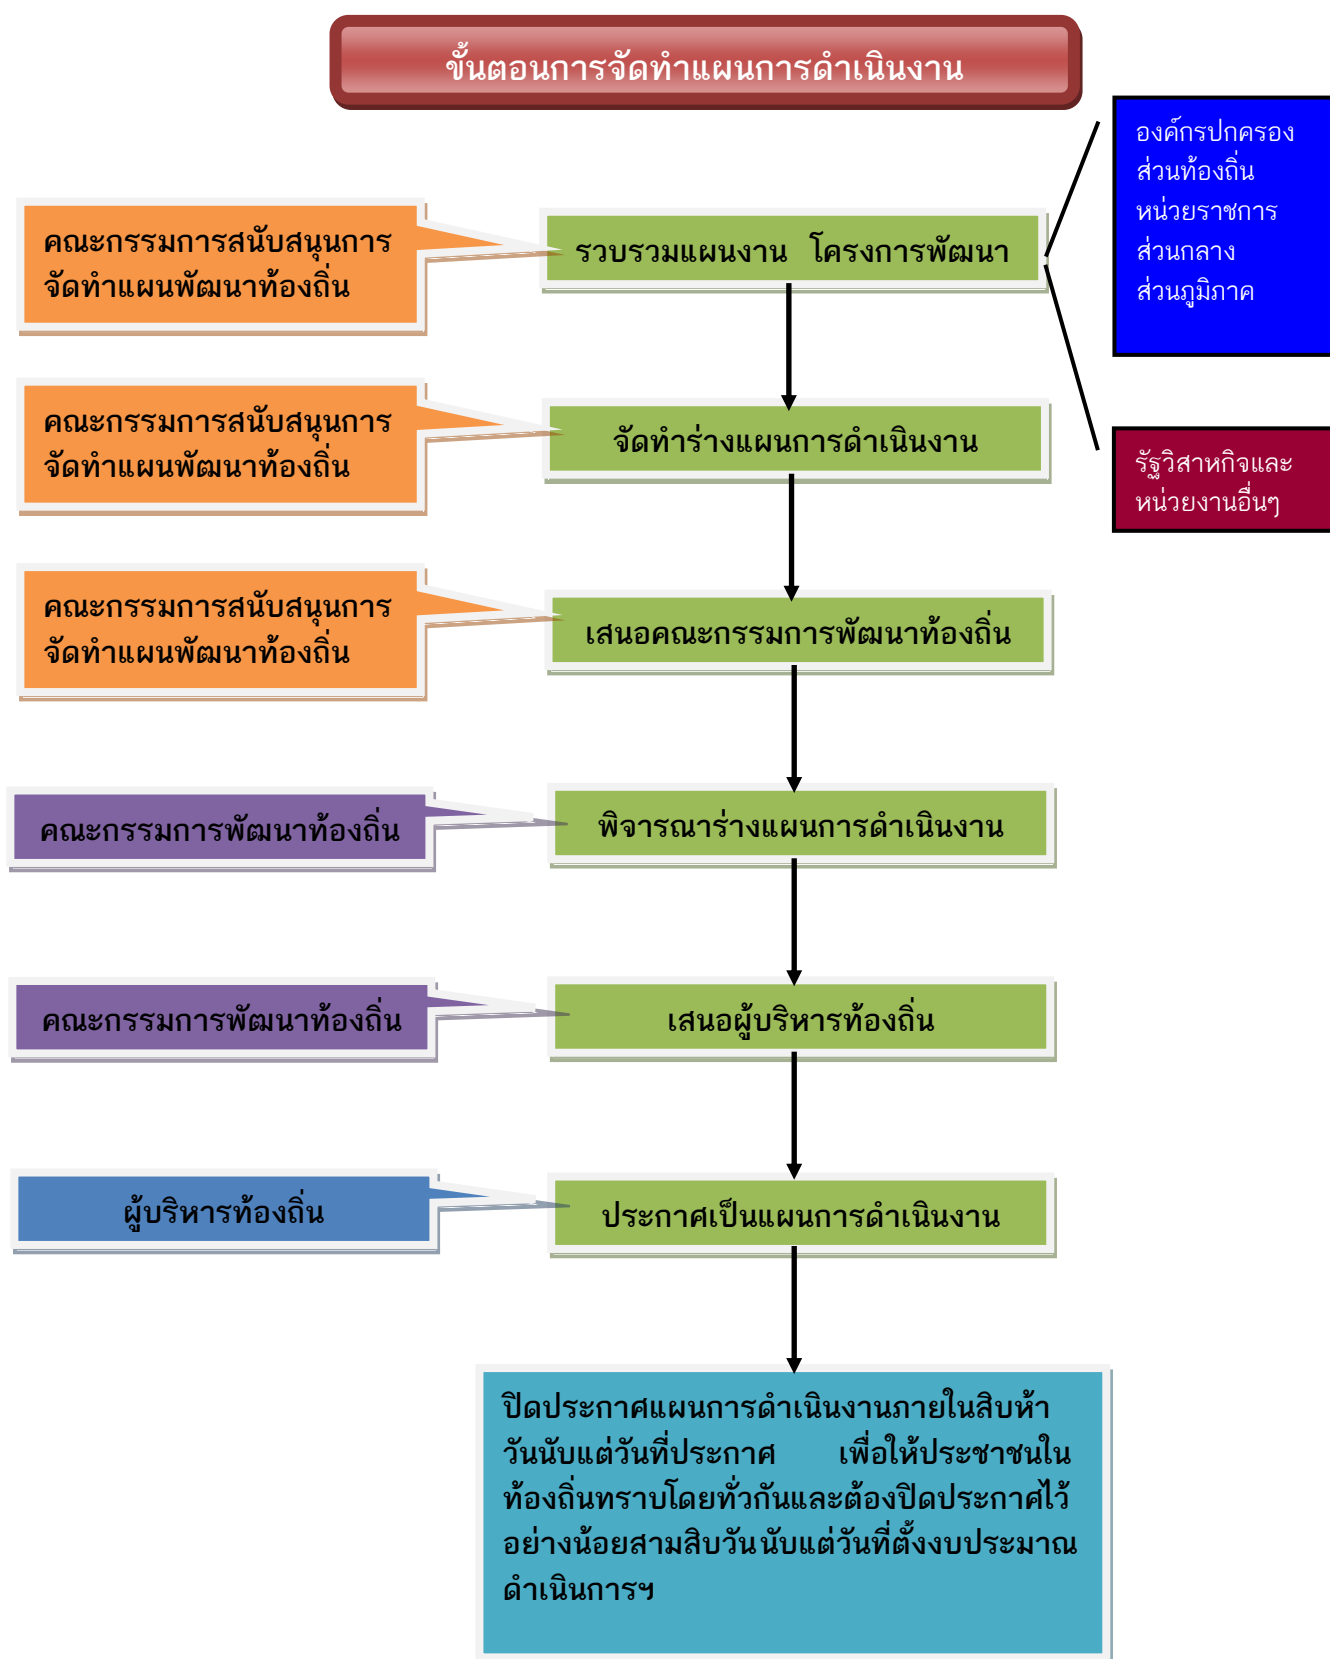 ขั้นตอนการจัดทำแผนการดำเนินงาน
องค์กรปกครอง
ส่วนท้องถิ่น
หน่วยราชการ
ส่วนกลาง
ส่วนภูมิภาค
คณะกรรมการสนับสนุนการ
จัดทำแผนพัฒนาท้องถิ่น
รวบรวมแผนงาน โครงการพัฒนา
คณะกรรมการสนับสนุนการ
จัดทำแผนพัฒนาท้องถิ่น
จัดทำร่างแผนการดำเนินงาน
รัฐวิสาหกิจและ
หน่วยงานอื่นๆ
คณะกรรมการสนับสนุนการ
จัดทำแผนพัฒนาท้องถิ่น
เสนอคณะกรรมการพัฒนาท้องถิ่น
คณะกรรมการพัฒนาท้องถิ่น
พิจารณาร่างแผนการดำเนินงาน
คณะกรรมการพัฒนาท้องถิ่น
เสนอผู้บริหารท้องถิ่น
ผู้บริหารท้องถิ่น
ประกาศเป็นแผนการดำเนินงาน
ปิดประกาศแผนการดำเนินงานภายในสิบห้า
วันนับแต่วันที่ประกาศ เพื่อให้ประชาชนใน
ท้องถิ่นทราบโดยทั่วกันและต้องปิดประกาศไว้
อย่างน้อยสามสิบวัน นับแต่วันที่ตั้งงบประมาณ
ดำเนินการฯ